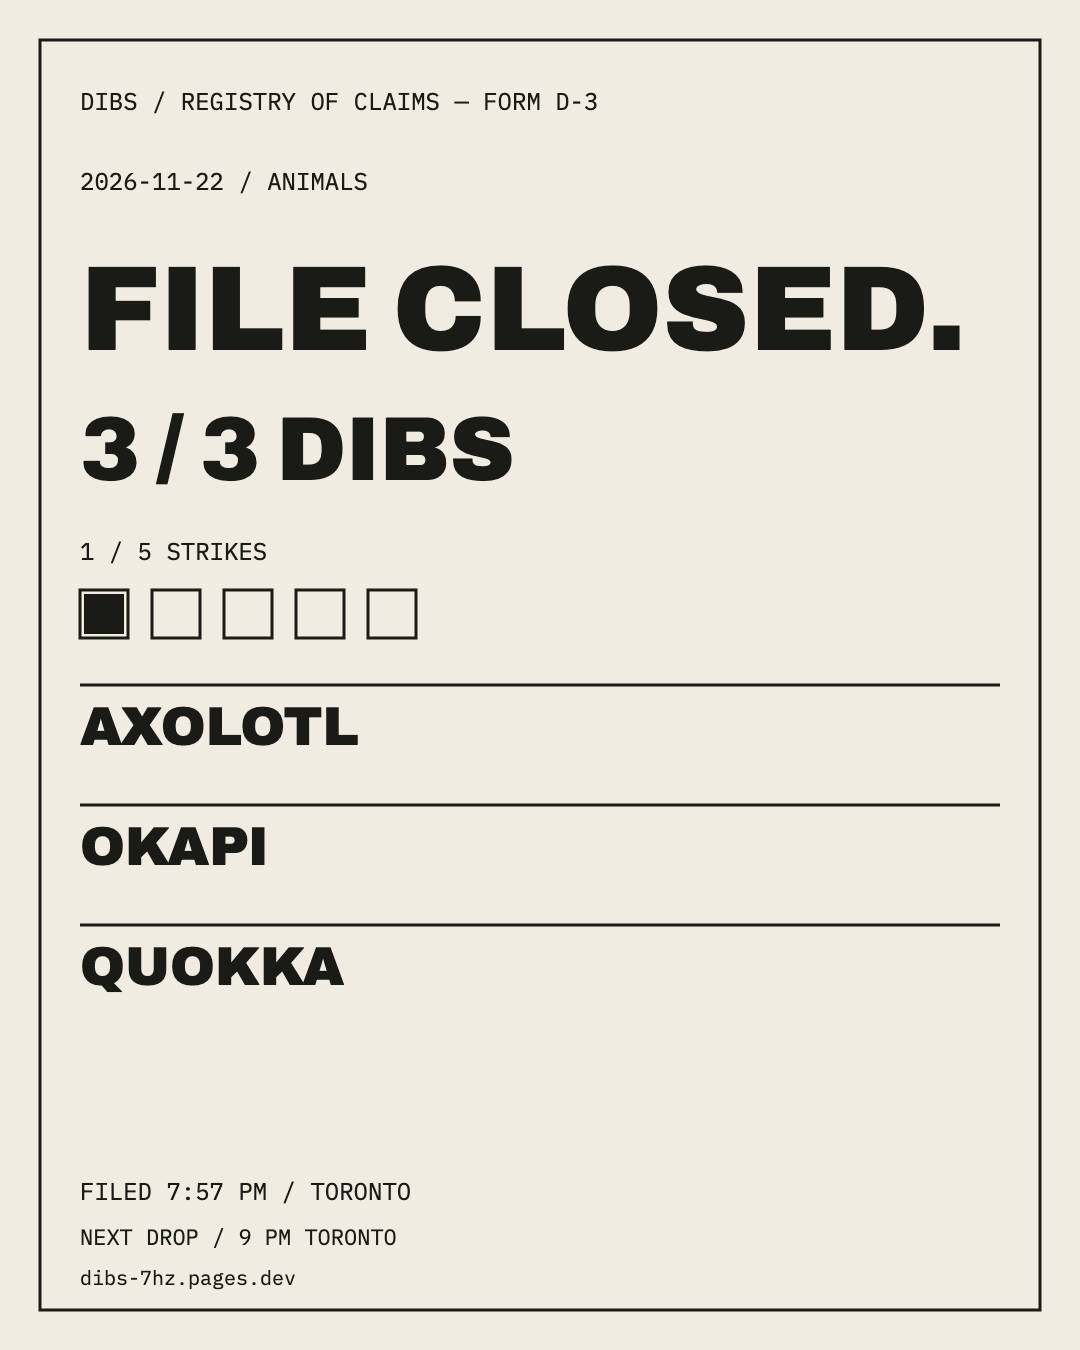 DIBS / REGISTRY OF CLAIMS — FORM D-3
2026-11-22 / ANIMALS
FILE CLOSED.
3 / 3 DIBS
1 / 5 STRIKES
AXOLOTL
OKAPI
QUOKKA
FILED 7:57 PM / TORONTO
NEXT DROP / 9 PM TORONTO
dibs-7hz.pages.dev